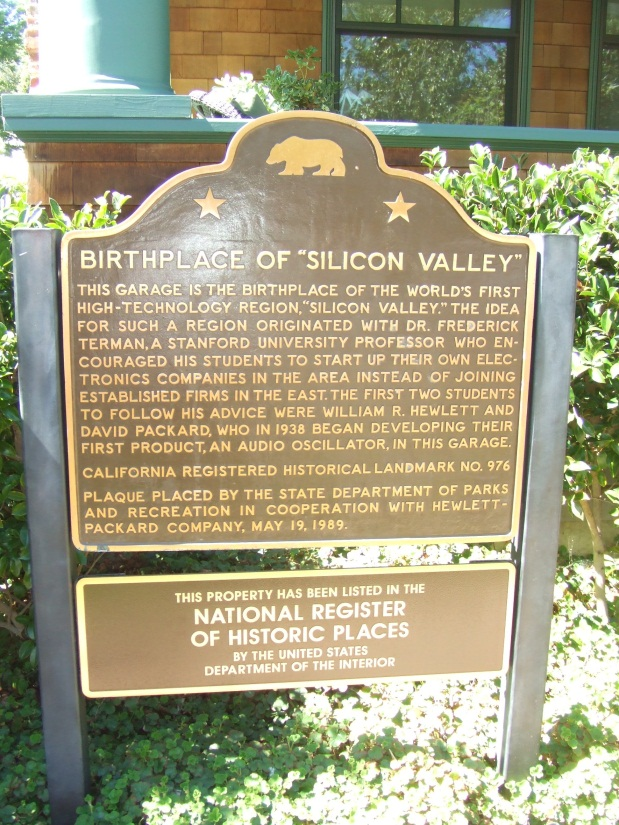 BIRTHPLACE OF "SILICON VALLEY"
THIS GARAGE IS THE BIRTHPLACE OF THE WORLD'S FIRST
HIGH-TECHNOLOGY REGION, "SILICON VALLEY." THE IDEA
FOR SUCH A REGION ORIGINATED WITH DR. FREDERICK
TERMAN, A STANFORD UNIVERSITY PROFESSOR WHO EN-
COURAGED HIS STUDENTS TO START UP THEIR OWN ELEC-
TRONICS COMPANIES IN THE AREA INSTEAD OF JOINING
ESTABLISHED FIRMS IN THE EAST. THE FIRST TWO STUDENTS
TO FOLLOW HIS ADVICE WERE WILLIAM R. HEWLETT AND
DAVID PACKARD, WHO IN 1938 BEGAN DEVELOPING THEIR
FIRST PRODUCT, AN AUDIO OSCILLATOR, IN THIS GARAGE.
CALIFORNIA REGISTERED HISTORICAL LANDMARK NO. 976
PLAQUE PLACED BY THE STATE DEPARTMENT OF PARKS
AND RECREATION IN COOPERATION WITH HEWLETT-
PACKARD COMPANY, MAY 19, 1989.
THIS PROPERTY HAS BEEN LISTED IN THE
NATIONAL REGISTER
OF HISTORIC PLACES
BY THE UNITED STATES
DEPARTMENT OF THE INTERIOR